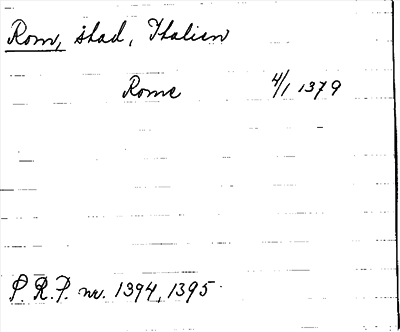 Rom, stad, Italien
Rome 4/1 1379
P. R. P. nr. 1394, 1395